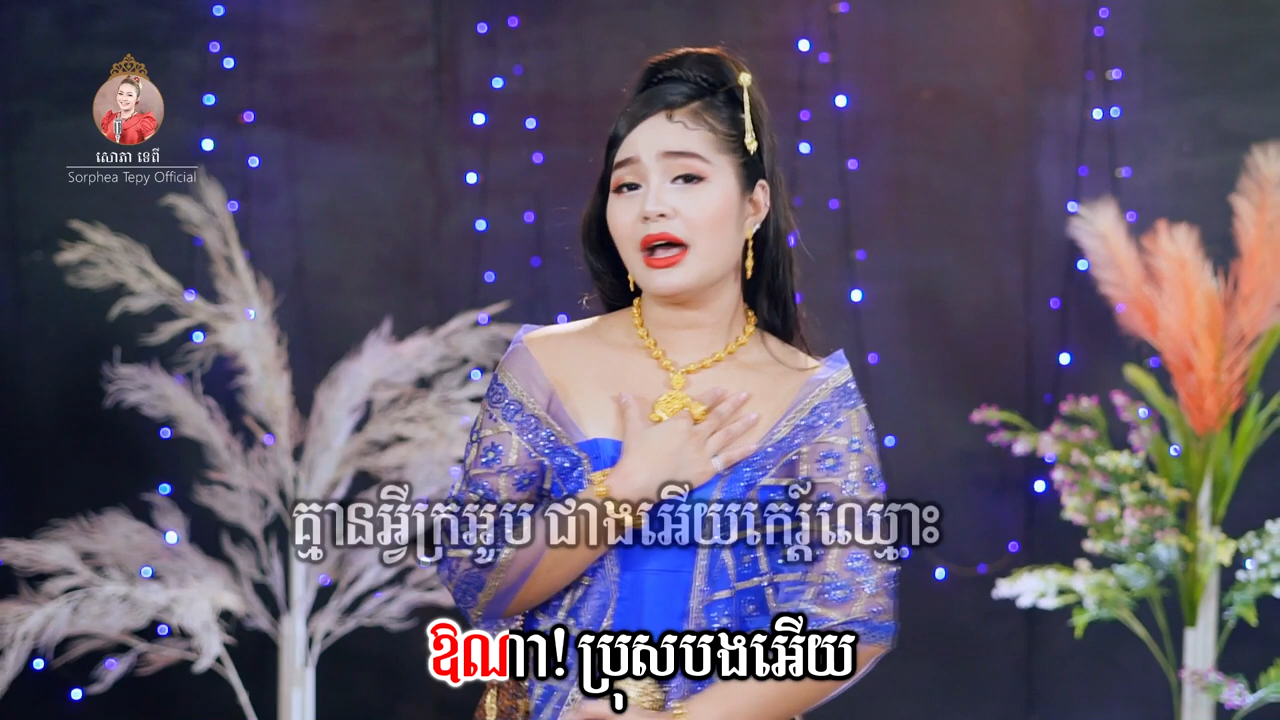 សោភា ទេពី
Sorphea Tepy Official
គ្មានអ្វីក្រអូប ជាងអើយកេរ្ដ៍ឈ្មោះ
ឱណា! ប្រុសបងអើយ